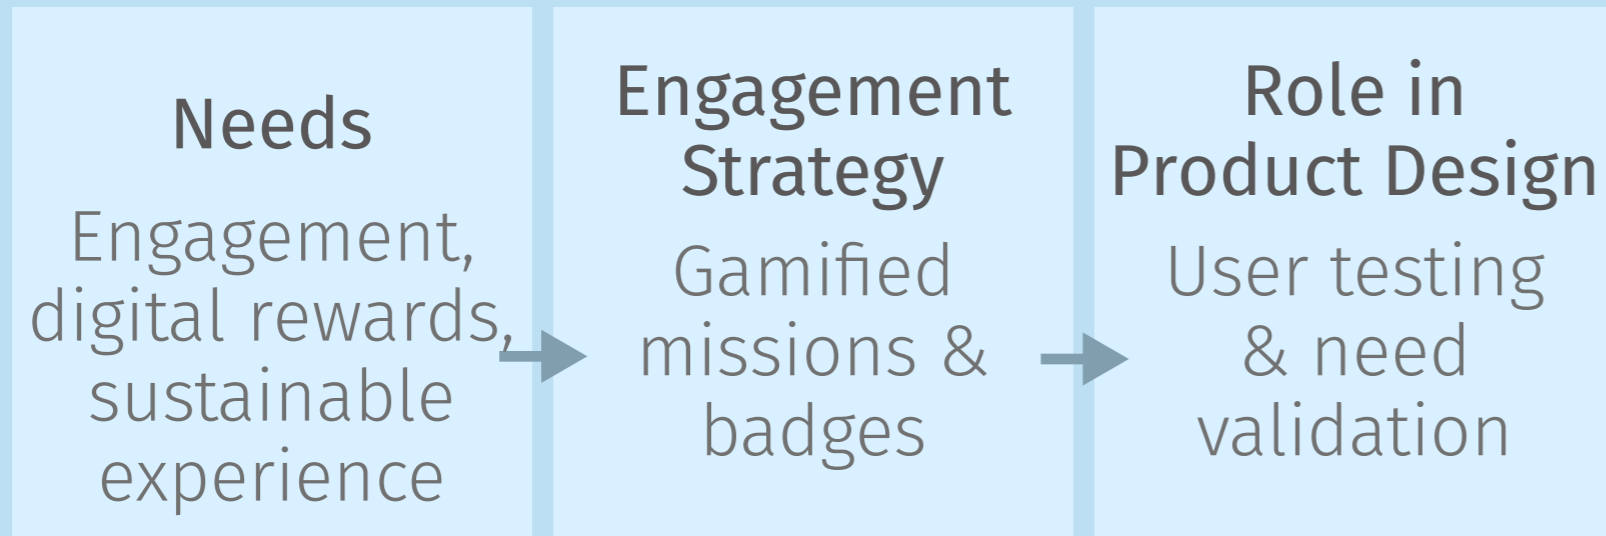 Needs
Engagement,
digital rewards,
sustainable
experience
Engagement
Strategy
Gamified
missions &
badges
Role in
Product Design
User testing
& need
validation